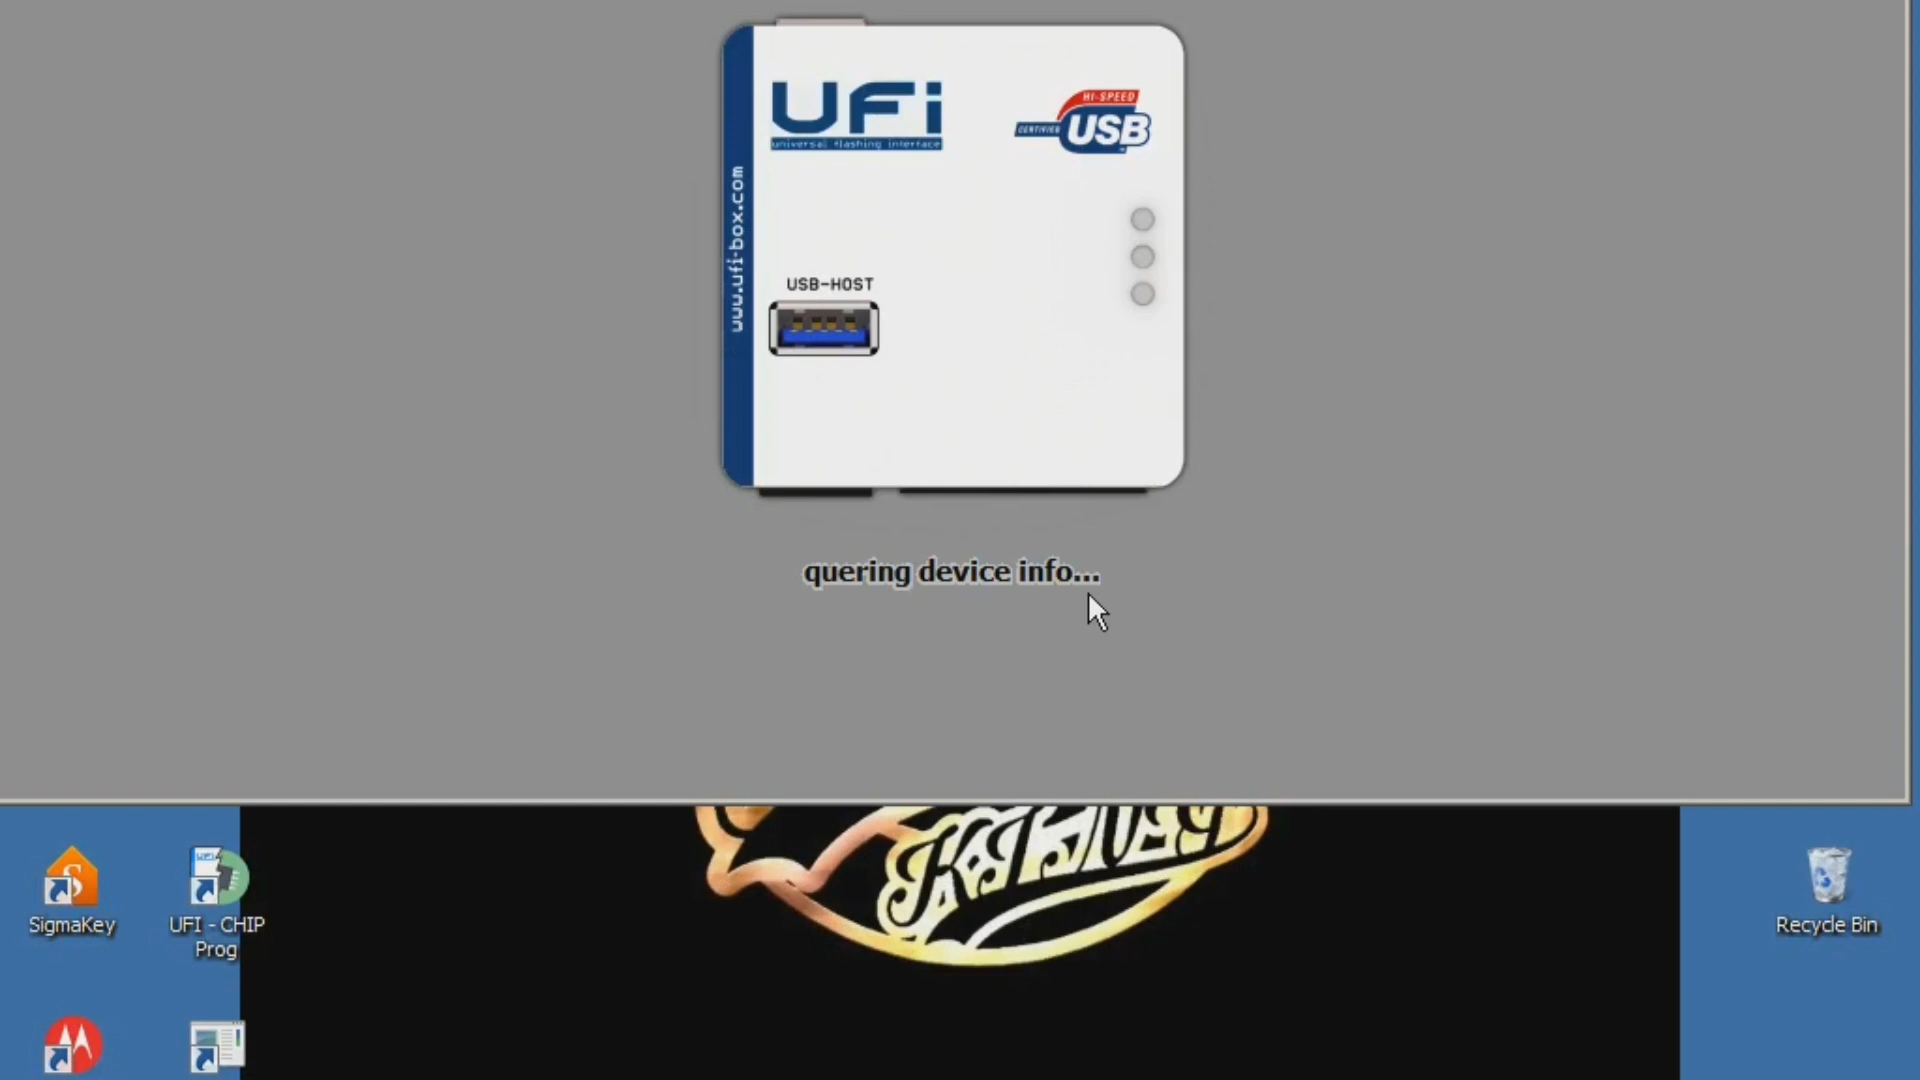 UFi
universal flashing interface
HI-SPEED
CERTIFIED
USB
www.ufi-box.com
USB-HOST
quering device info...
SigmaKey
UFI - CHIP
Prog
Recycle Bin